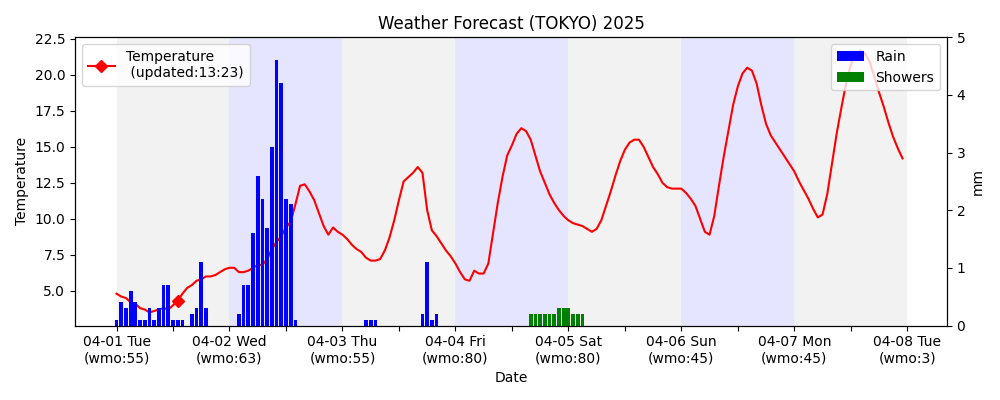 Weather Forecast (TOKYO) 2025
Temperature
(updated:13:23)
Rain
Showers
22.5
20.0
17.5
15.0
12.5
10.0
7.5
5.0
Temperature
5
4
3
2
1
0
mm
04-01 Tue
(wmo:55)
04-02 Wed
(wmo:63)
04-03 Thu
(wmo:55)
04-04 Fri
(wmo:80)
04-05 Sat
(wmo:80)
04-06 Sun
(wmo:45)
04-07 Mon
(wmo:45)
04-08 Tue
(wmo:3)
Date